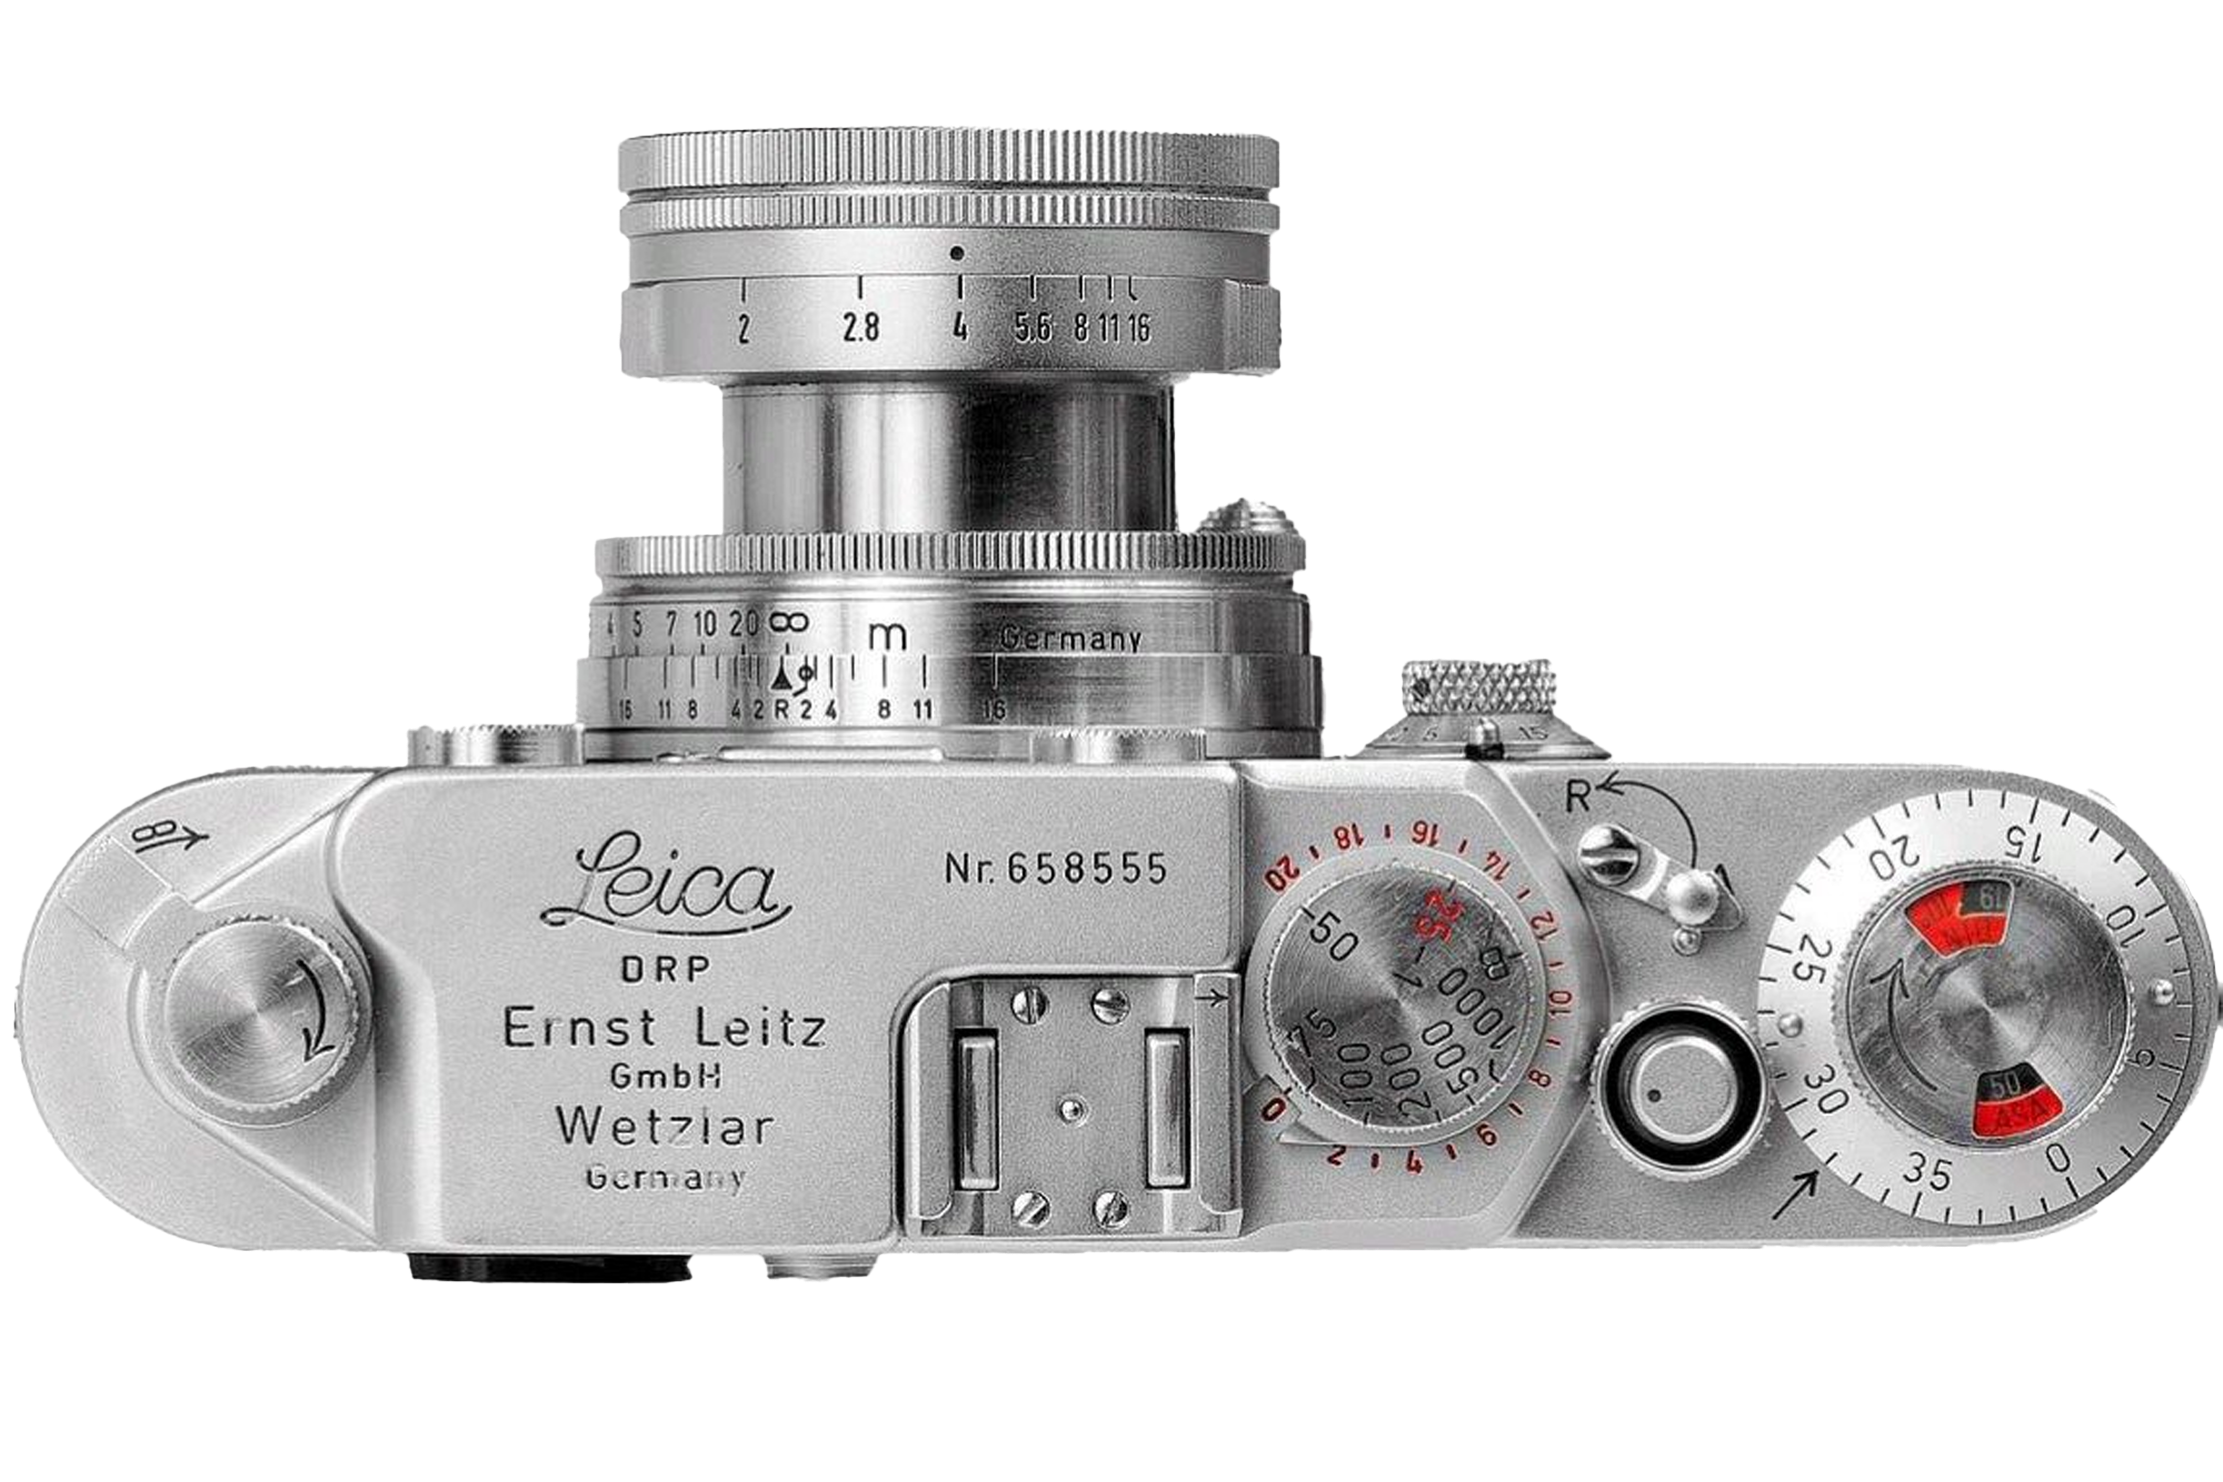 2 2.8 4 5.6 8 11 16
4 5 7 10 20 ∞ m Germany
16 11 8 4 2 R 2 4 8 11 16
5 15
Leica
DRP
Ernst Leitz
GmbH
Wetzlar
Germany
Nr. 658555
0 2 4 6 8 10 12 14 16 18 20
25 50 75 100 200 500 1000 B 1
R
0 5 10 15 20 25 30 35
50
ASA